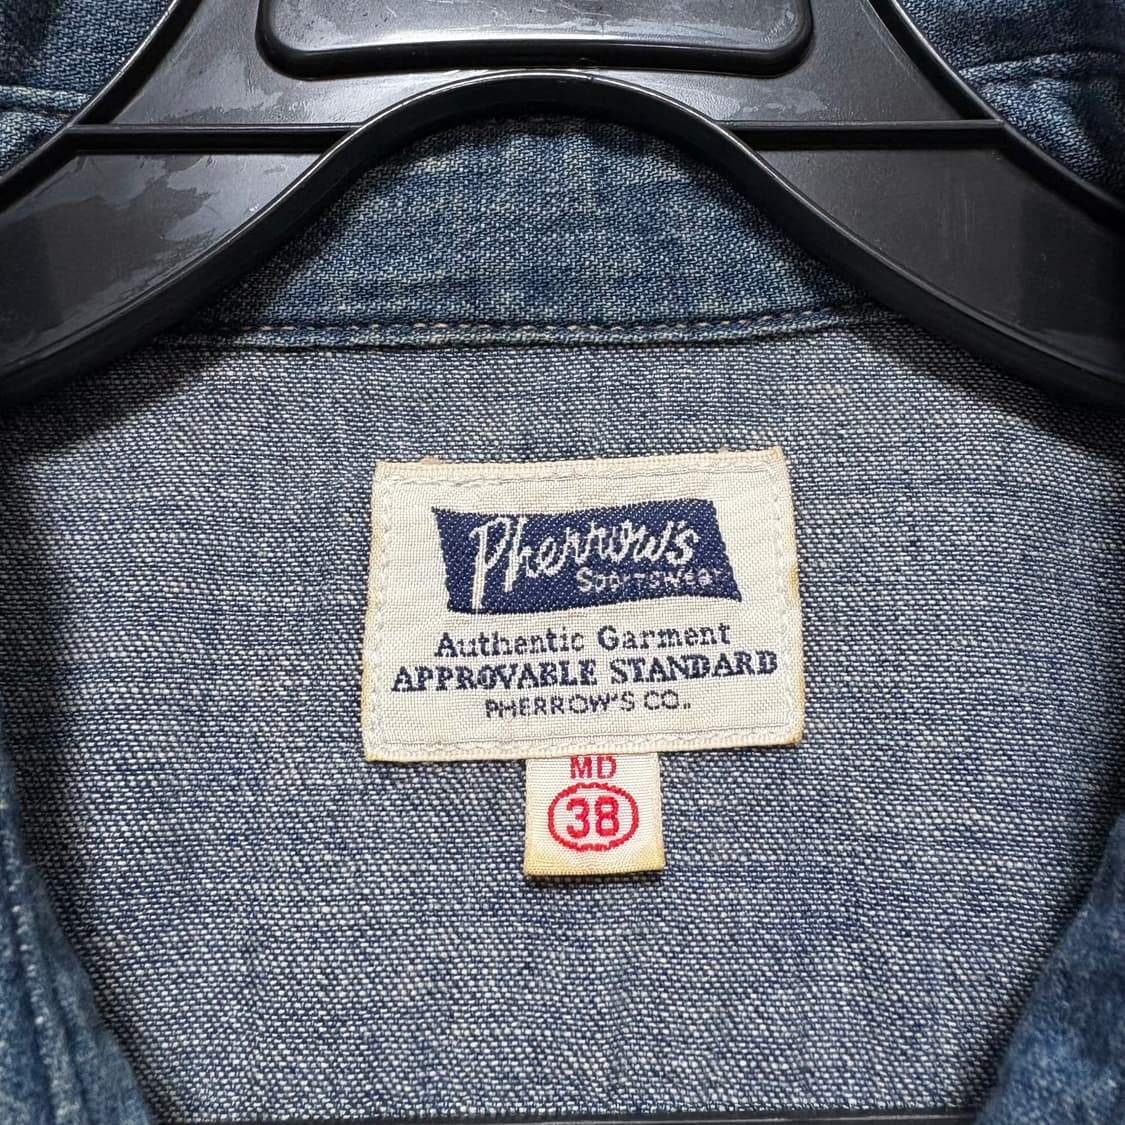 Pherrow's
Sportswear
Authentic Garment
APPROVABLE STANDARD
PHERROW'S CO..
MD
38